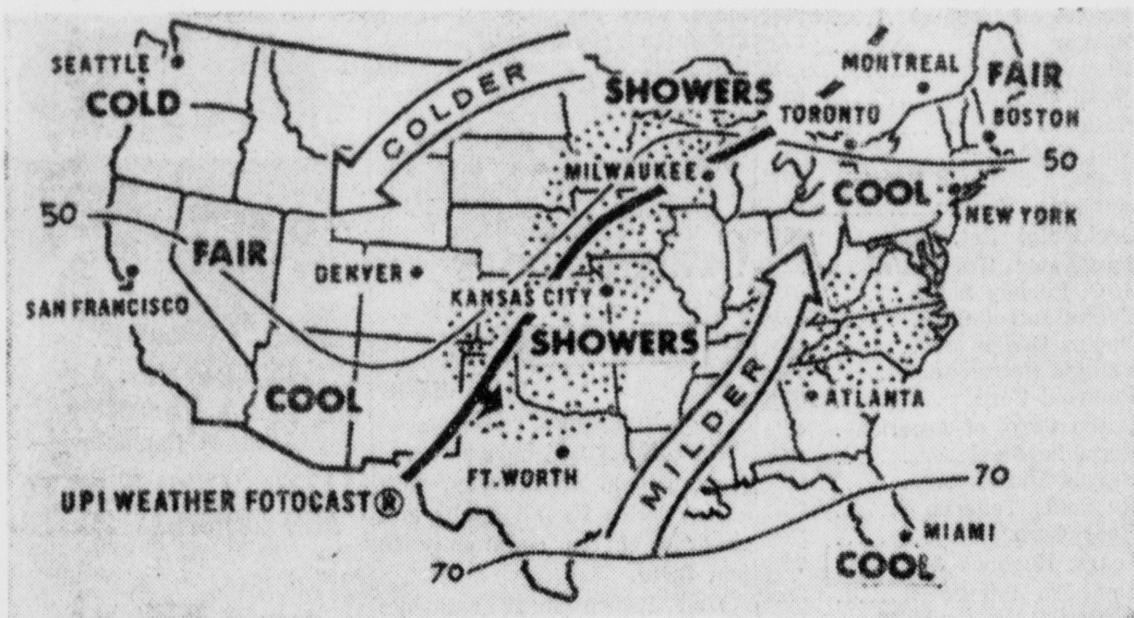 SEATTLE
COLD
COLDER
SHOWERS
MONTREAL
FAIR
TORONTO
BOSTON
50
MILWAUKEE
COOL
NEW YORK
50
FAIR
DENVER
KANSAS CITY
SAN FRANCISCO
SHOWERS
COOL
MILDER
ATLANTA
FT. WORTH
UPI WEATHER FOTOCAST®
70
MIAMI
70
COOL